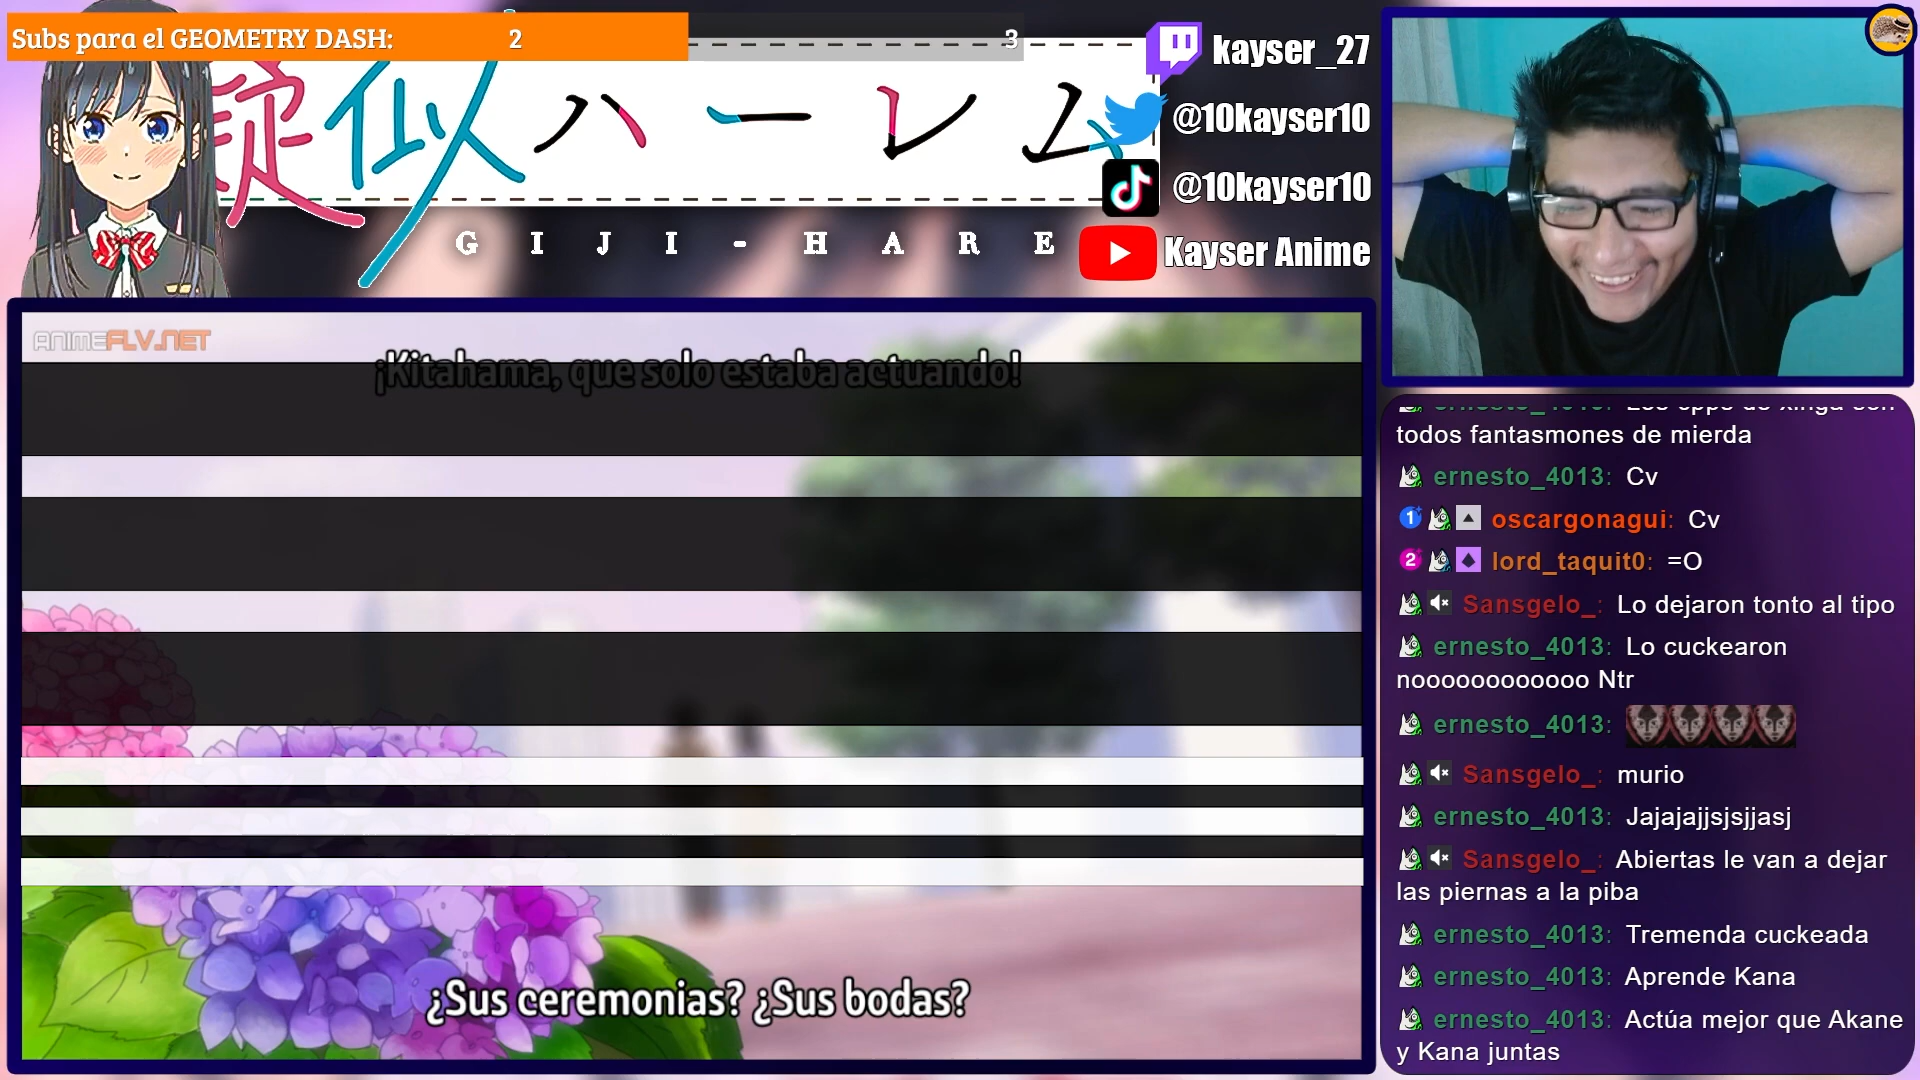 Subs para el GEOMETRY DASH: 2 3
疑似ハーレム
GIJI-HARE
kayser_27
@10kayser10
@10kayser10
Kayser Anime
ANIMEFLV.NET
¡Kitahama, que solo estaba actuando!
¿Sus ceremonias? ¿Sus bodas?
todos fantasmones de mierda
ernesto_4013: Cv
1 oscargonagui: Cv
2 lord_taquit0: =O
Sansgelo_: Lo dejaron tonto al tipo
ernesto_4013: Lo cuckearon
noooooooooooo Ntr
ernesto_4013:
Sansgelo_: murio
ernesto_4013: Jajajajjsjsjjasj
Sansgelo_: Abiertas le van a dejar
las piernas a la piba
ernesto_4013: Tremenda cuckeada
ernesto_4013: Aprende Kana
ernesto_4013: Actúa mejor que Akane
y Kana juntas